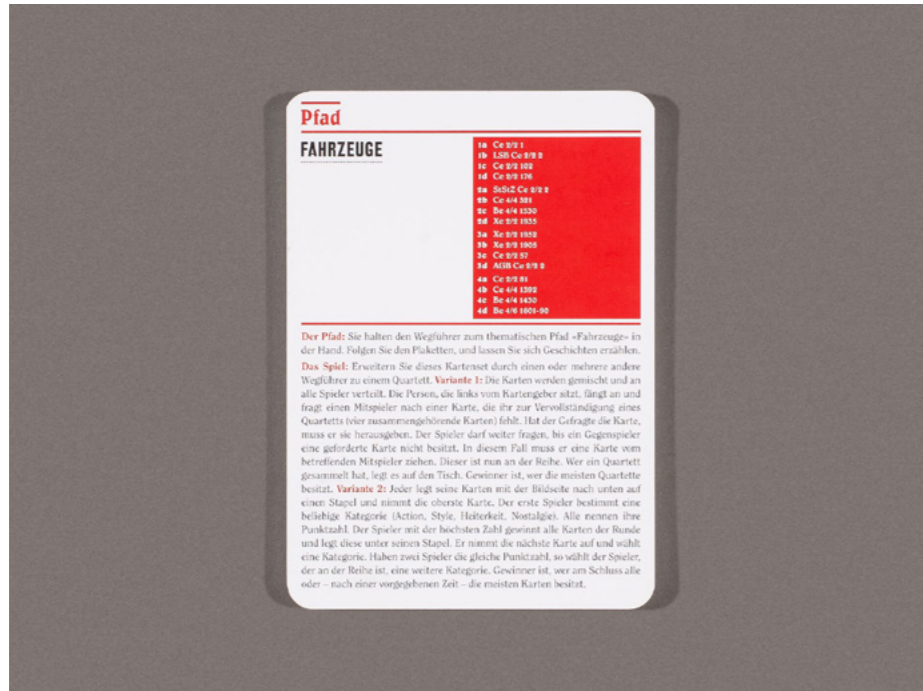 Pfad
FAHRZEUGE
1a Ce 2/2 1
1b LSB Ce 2/2 2
1c Ce 2/2 102
1d Ce 2/2 176
2a StStZ Ce 2/2 2
2b Ce 4/4 321
2c Be 4/4 1530
2d Xe 2/2 1935
3a Xe 2/2 1952
3b Xe 2/2 1905
3c Ce 2/2 57
3d AGB Ce 2/2 2
4a Ce 2/2 81
4b Ce 4/4 1392
4c Be 4/4 1430
4d Be 4/6 1601-90
Der Pfad: Sie halten den Wegführer zum thematischen Pfad «Fahrzeuge» in
der Hand. Folgen Sie den Plaketten, und lassen Sie sich Geschichten erzählen.
Das Spiel: Erweitern Sie dieses Kartenset durch einen oder mehrere andere
Wegführer zu einem Quartett. Variante 1: Die Karten werden gemischt und an
alle Spieler verteilt. Die Person, die links vom Kartengeber sitzt, fängt an und
fragt einen Mitspieler nach einer Karte, die ihr zur Vervollständigung eines
Quartetts (vier zusammengehörende Karten) fehlt. Hat der Gefragte die Karte,
muss er sie herausgeben. Der Spieler darf weiter fragen, bis ein Gegenspieler
eine geforderte Karte nicht besitzt. In diesem Fall muss er eine Karte vom
betreffenden Mitspieler ziehen. Dieser ist nun an der Reihe. Wer ein Quartett
gesammelt hat, legt es auf den Tisch. Gewinner ist, wer die meisten Quartette
besitzt. Variante 2: Jeder legt seine Karten mit der Bildseite nach unten auf
einen Stapel und nimmt die oberste Karte. Der erste Spieler bestimmt eine
beliebige Kategorie (Action, Style, Heiterkeit, Nostalgie). Alle nennen ihre
Punktzahl. Der Spieler mit der höchsten Zahl gewinnt alle Karten der Runde
und legt diese unter seinen Stapel. Er nimmt die nächste Karte auf und wählt
eine Kategorie. Haben zwei Spieler die gleiche Punktzahl, so wählt der Spieler,
der an der Reihe ist, eine weitere Kategorie. Gewinner ist, wer am Schluss alle
oder – nach einer vorgegebenen Zeit – die meisten Karten besitzt.